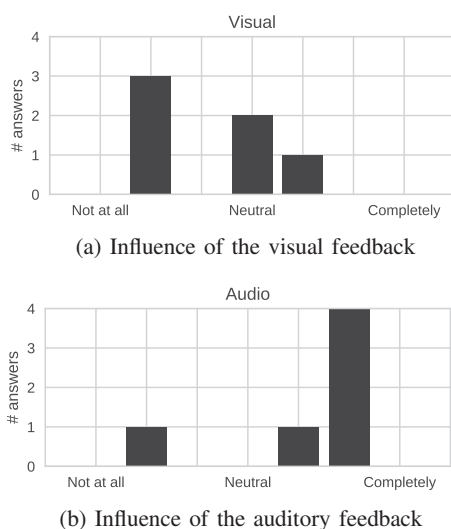 Visual
4
3
2
1
0
# answers
Not at all Neutral Completely
(a) Influence of the visual feedback
Audio
4
3
2
1
0
# answers
Not at all Neutral Completely
(b) Influence of the auditory feedback